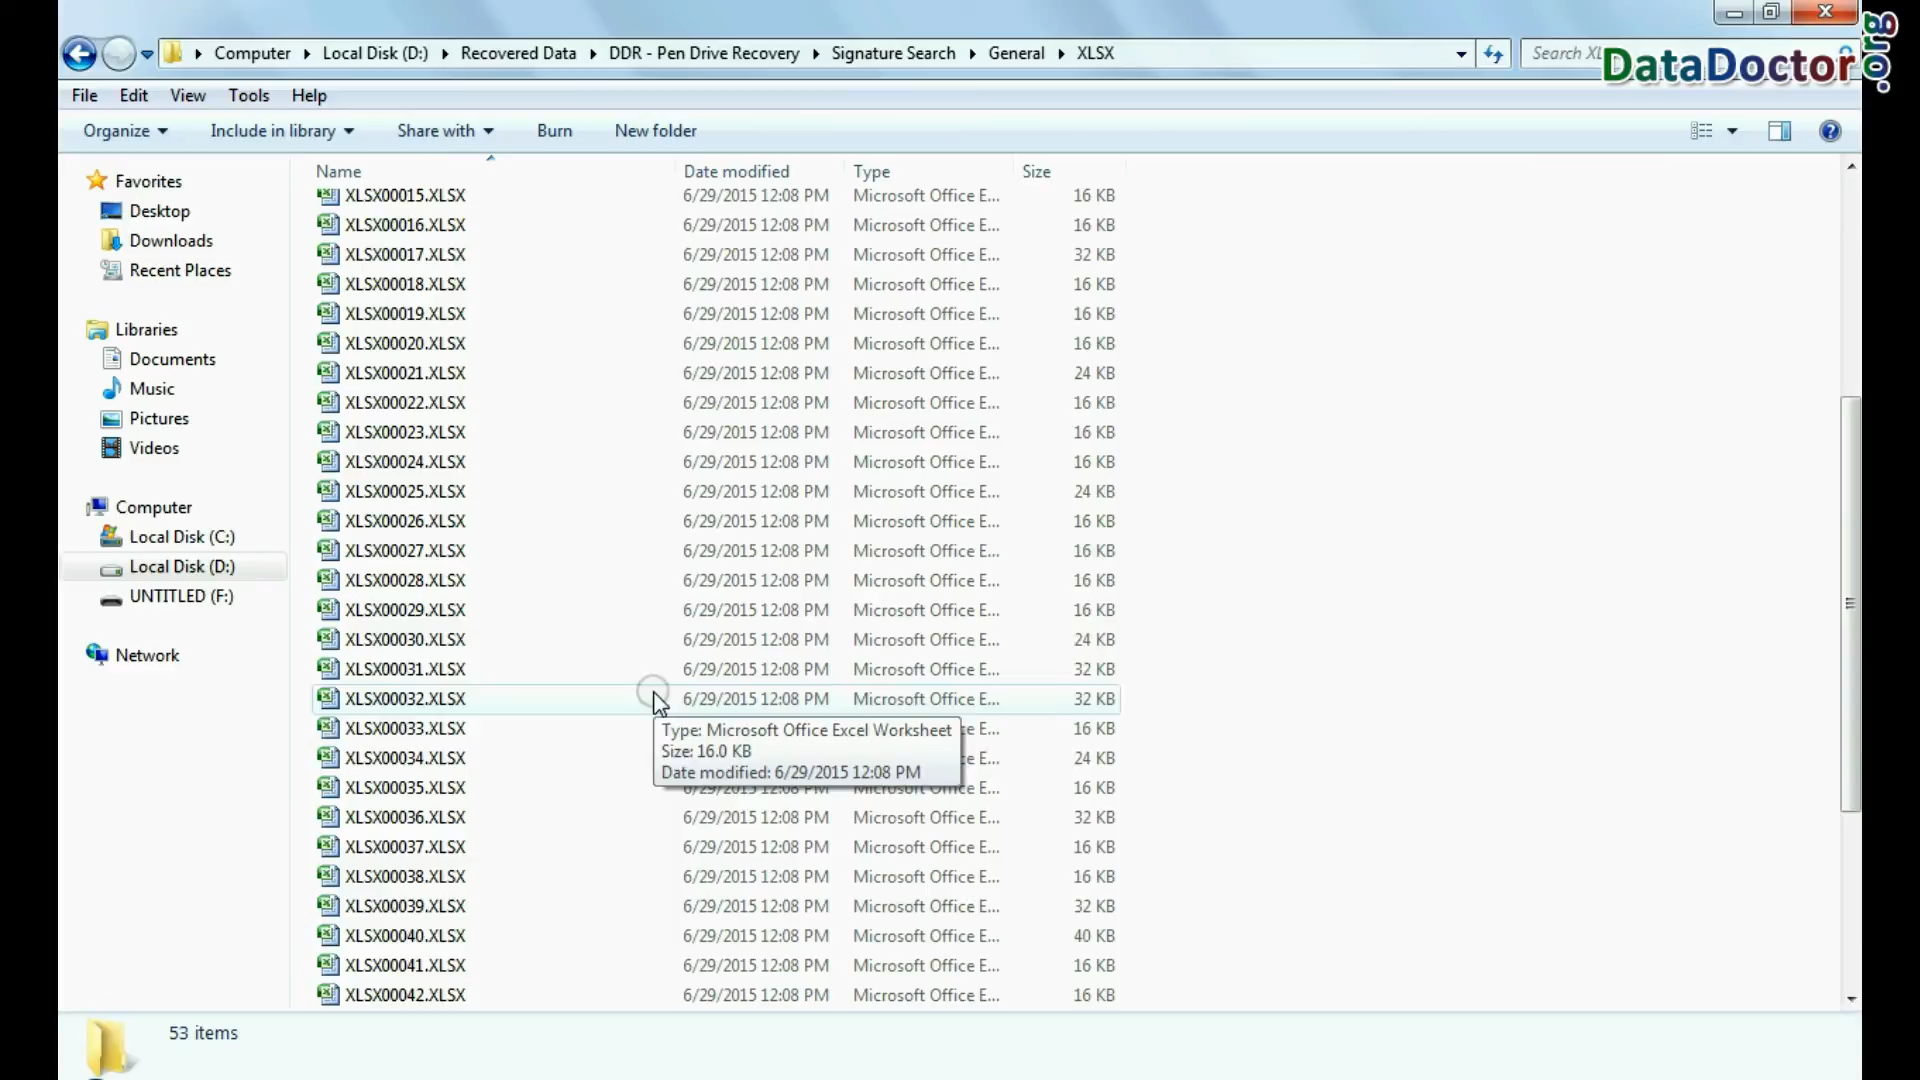 Computer Local Disk (D:) Recovered Data DDR - Pen Drive Recovery Signature Search General XLSX
Search XL
DataDoctor.org
File Edit View Tools Help
Organize Include in library Share with Burn New folder
Favorites
Desktop
Downloads
Recent Places
Libraries
Documents
Music
Pictures
Videos
Computer
Local Disk (C:)
Local Disk (D:)
UNTITLED (F:)
Network
Name Date modified Type Size
XLSX00015.XLSX 6/29/2015 12:08 PM Microsoft Office E... 16 KB
XLSX00016.XLSX 6/29/2015 12:08 PM Microsoft Office E... 16 KB
XLSX00017.XLSX 6/29/2015 12:08 PM Microsoft Office E... 32 KB
XLSX00018.XLSX 6/29/2015 12:08 PM Microsoft Office E... 16 KB
XLSX00019.XLSX 6/29/2015 12:08 PM Microsoft Office E... 16 KB
XLSX00020.XLSX 6/29/2015 12:08 PM Microsoft Office E... 16 KB
XLSX00021.XLSX 6/29/2015 12:08 PM Microsoft Office E... 24 KB
XLSX00022.XLSX 6/29/2015 12:08 PM Microsoft Office E... 16 KB
XLSX00023.XLSX 6/29/2015 12:08 PM Microsoft Office E... 16 KB
XLSX00024.XLSX 6/29/2015 12:08 PM Microsoft Office E... 16 KB
XLSX00025.XLSX 6/29/2015 12:08 PM Microsoft Office E... 24 KB
XLSX00026.XLSX 6/29/2015 12:08 PM Microsoft Office E... 16 KB
XLSX00027.XLSX 6/29/2015 12:08 PM Microsoft Office E... 16 KB
XLSX00028.XLSX 6/29/2015 12:08 PM Microsoft Office E... 16 KB
XLSX00029.XLSX 6/29/2015 12:08 PM Microsoft Office E... 16 KB
XLSX00030.XLSX 6/29/2015 12:08 PM Microsoft Office E... 24 KB
XLSX00031.XLSX 6/29/2015 12:08 PM Microsoft Office E... 32 KB
XLSX00032.XLSX 6/29/2015 12:08 PM Microsoft Office E... 32 KB
XLSX00033.XLSX e E... 16 KB
XLSX00034.XLSX e E... 24 KB
XLSX00035.XLSX 6/29/2015 12:08 PM Microsoft Office E... 16 KB
XLSX00036.XLSX 6/29/2015 12:08 PM Microsoft Office E... 32 KB
XLSX00037.XLSX 6/29/2015 12:08 PM Microsoft Office E... 16 KB
XLSX00038.XLSX 6/29/2015 12:08 PM Microsoft Office E... 16 KB
XLSX00039.XLSX 6/29/2015 12:08 PM Microsoft Office E... 32 KB
XLSX00040.XLSX 6/29/2015 12:08 PM Microsoft Office E... 40 KB
XLSX00041.XLSX 6/29/2015 12:08 PM Microsoft Office E... 16 KB
XLSX00042.XLSX 6/29/2015 12:08 PM Microsoft Office E... 16 KB
Type: Microsoft Office Excel Worksheet
Size: 16.0 KB
Date modified: 6/29/2015 12:08 PM
53 items